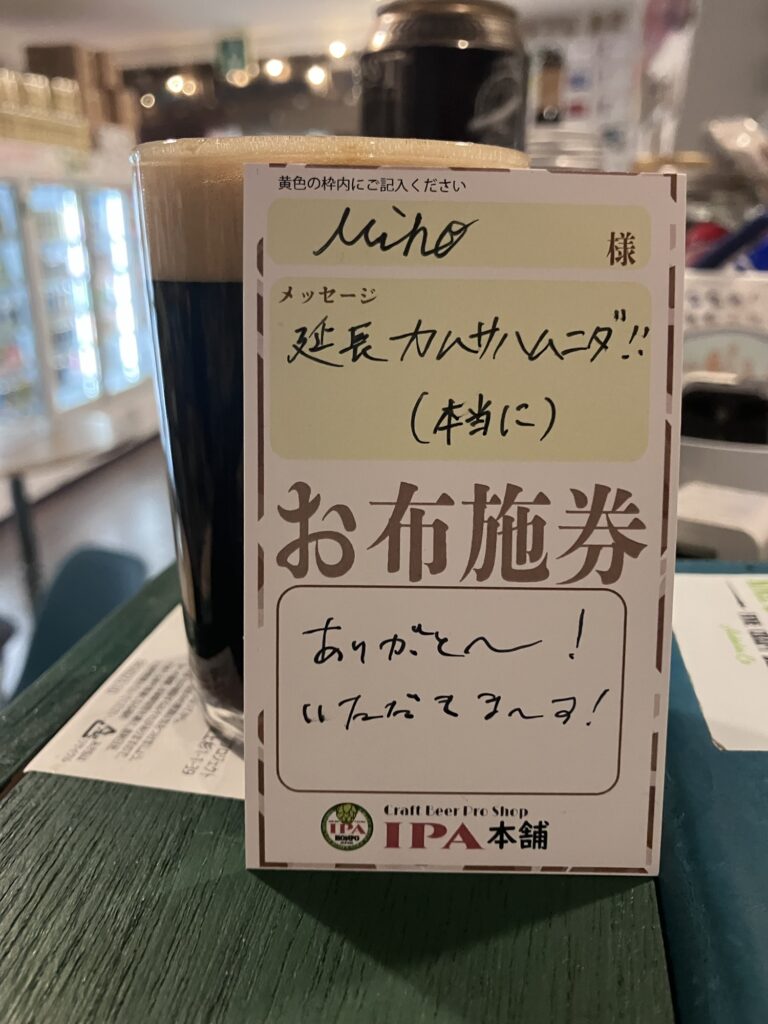 黄色の枠内にご記入ください
Miho 様
メッセージ
延長カムサハムニダ!!
(本当に)
お布施券
ありがと〜!
いただきま〜す!
Craft Beer Pro Shop
IPA
IPA本舗